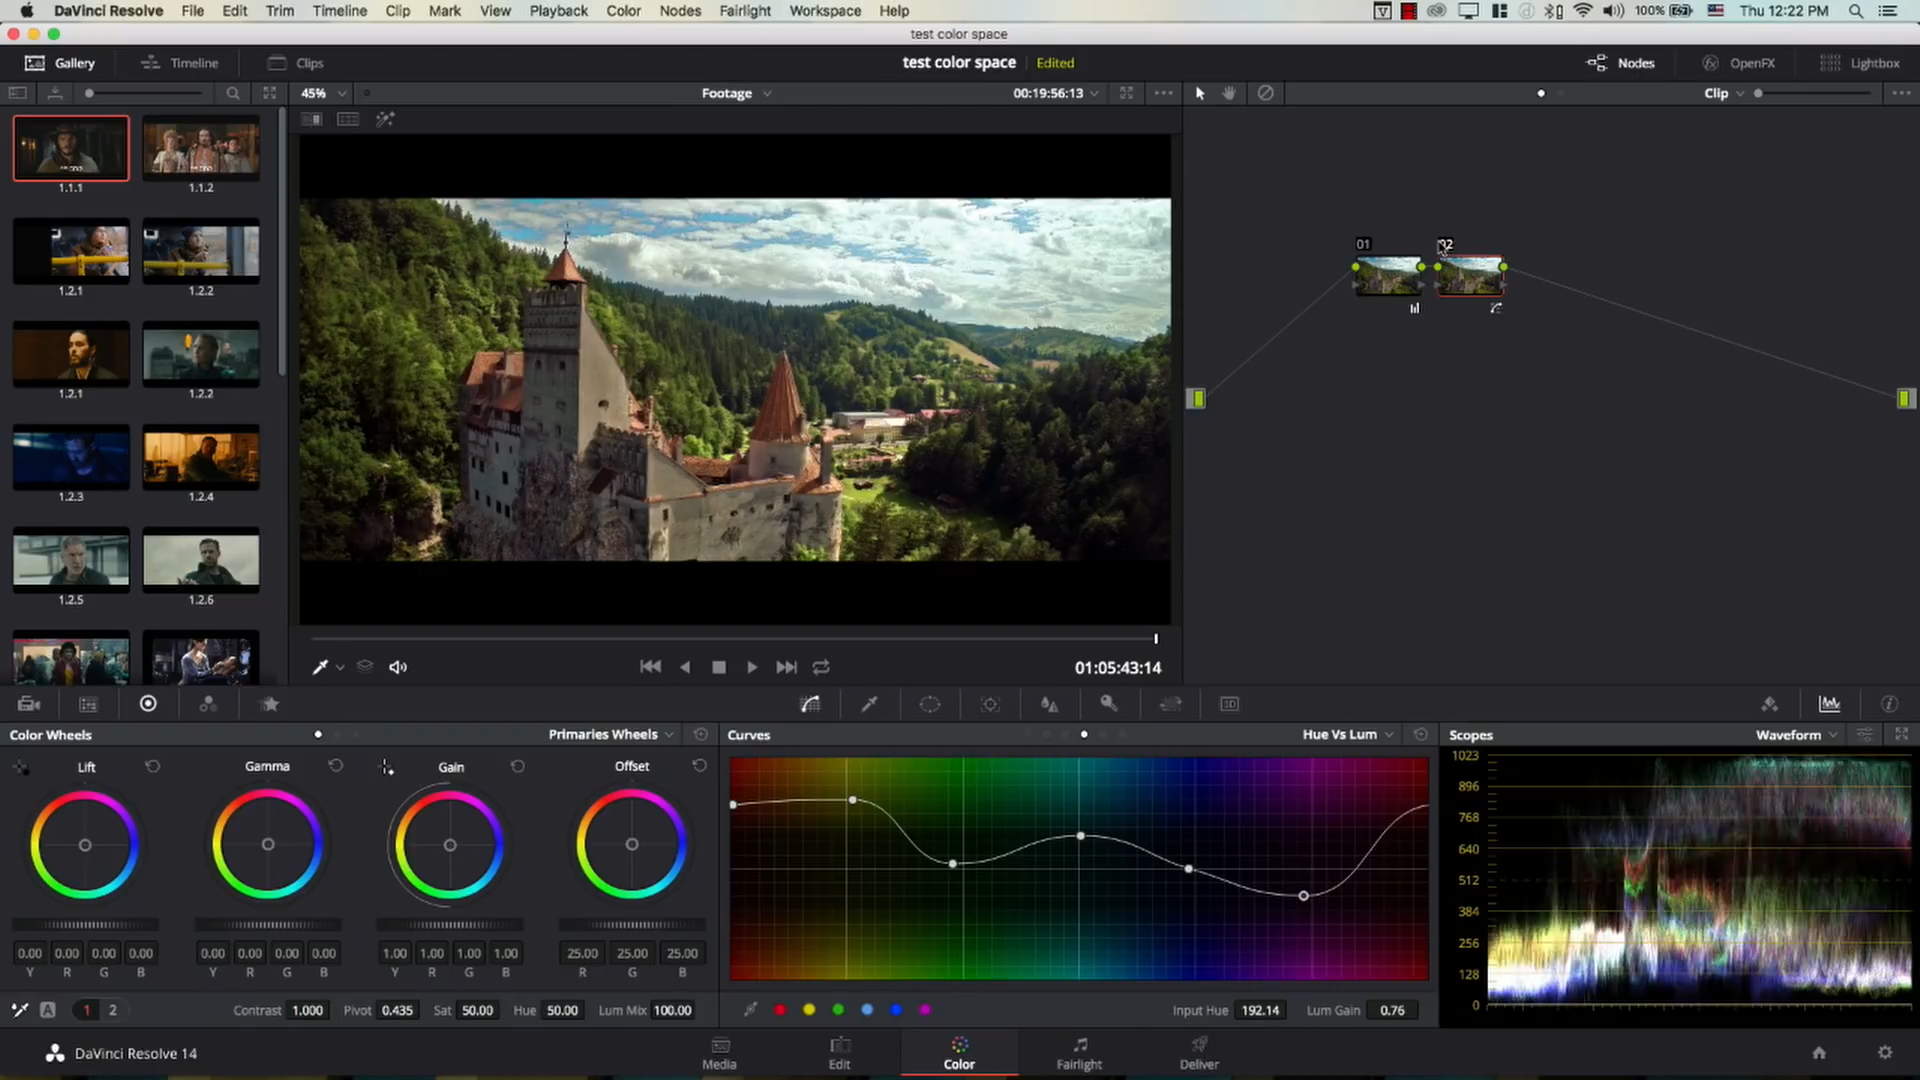 DaVinci Resolve File Edit Trim Timeline Clip Mark View Playback Color Nodes Fairlight Workspace Help 100% Thu 12:22 PM
test color space
Gallery Timeline Clips test color space Edited Nodes OpenFX Lightbox
45% Footage 00:19:56:13 Clip
1.1.1 1.1.2
1.2.1 1.2.2
1.2.1 1.2.2
1.2.3 1.2.4
1.2.5 1.2.6
01
01:05:43:14
Color Wheels Primaries Wheels Curves Hue Vs Lum Scopes Waveform
Lift Gamma Gain Offset
0.00 0.00 0.00 0.00 0.00 0.00 0.00 0.00 1.00 1.00 1.00 1.00 25.00 25.00 25.00
Y R G B Y R G B Y R G B R G B
A 1 2 Contrast 1.000 Pivot 0.435 Sat 50.00 Hue 50.00 Lum Mix 100.00
Input Hue 192.14 Lum Gain 0.76
1023
896
768
640
512
384
256
128
0
DaVinci Resolve 14 Media Edit Color Fairlight Deliver